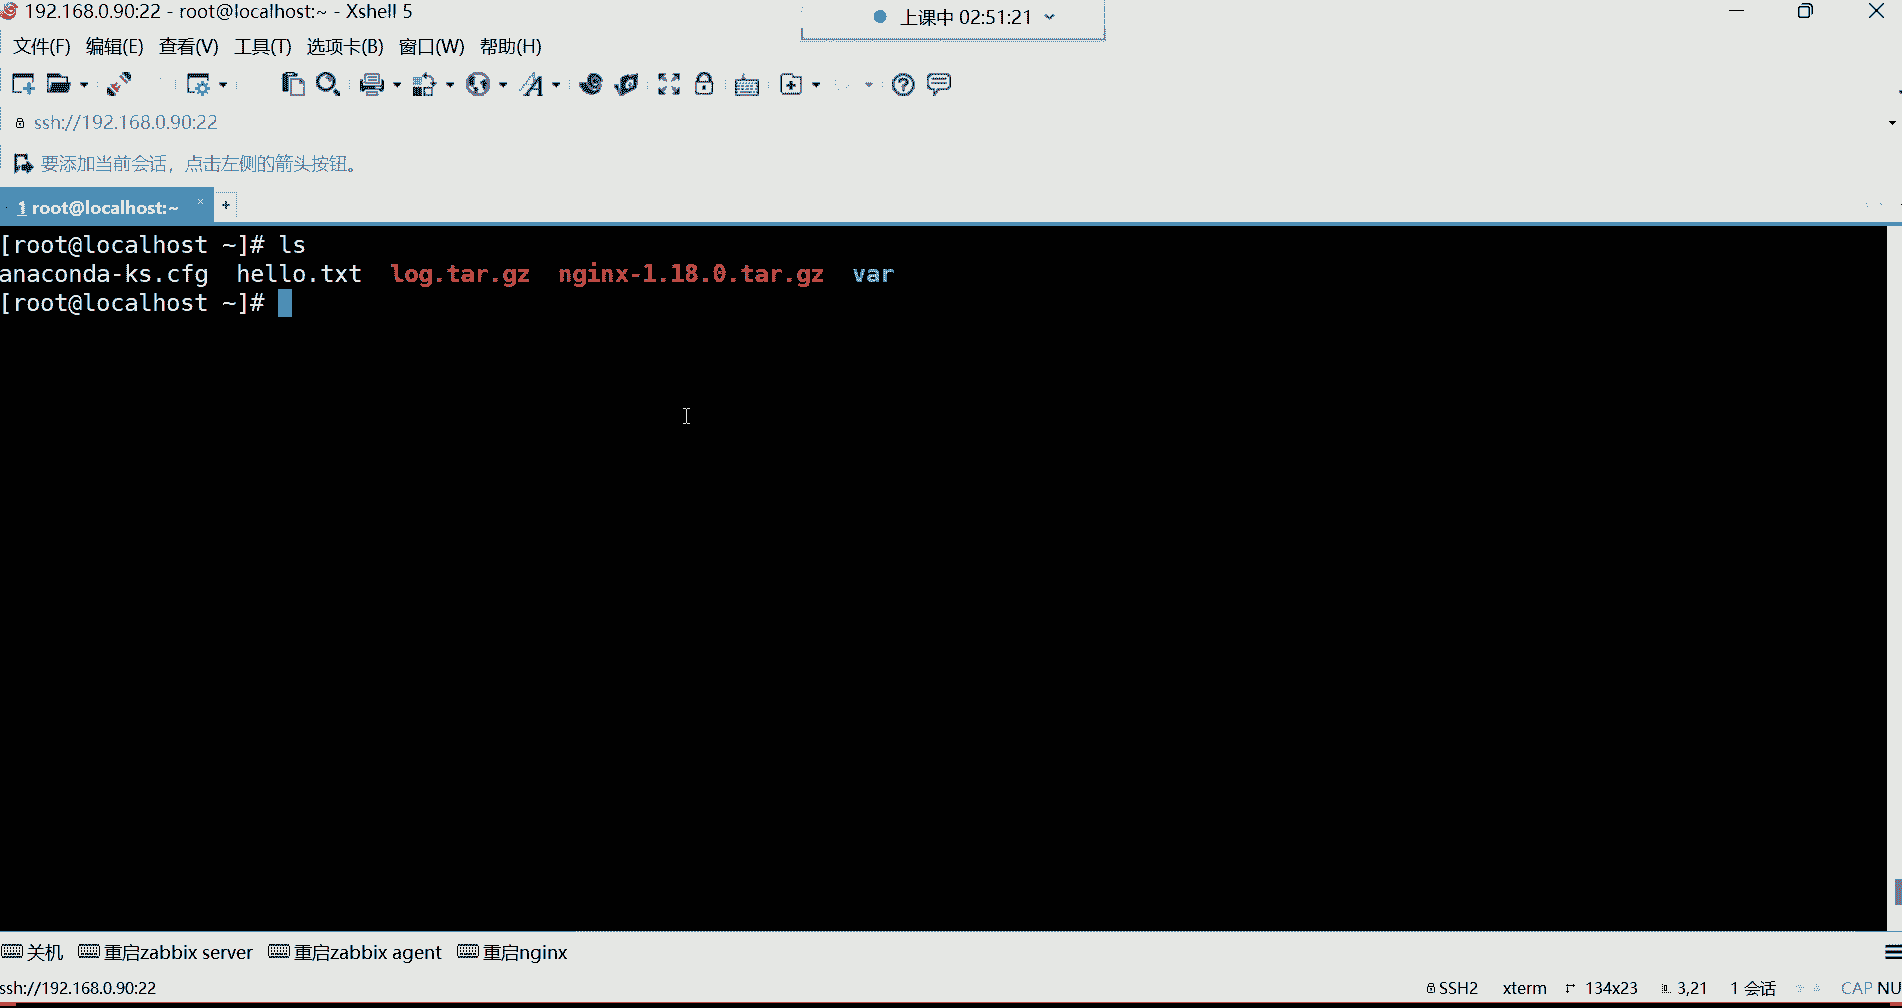 192.168.0.90:22 - root@localhost:~ - Xshell 5
上课中 02:51:21
文件(F) 编辑(E) 查看(V) 工具(T) 选项卡(B) 窗口(W) 帮助(H)
ssh://192.168.0.90:22
要添加当前会话，点击左侧的箭头按钮。
1 root@localhost:~ × +
[root@localhost ~]# ls
anaconda-ks.cfg hello.txt log.tar.gz nginx-1.18.0.tar.gz var
[root@localhost ~]#
关机 重启zabbix server 重启zabbix agent 重启nginx
ssh://192.168.0.90:22 SSH2 xterm 134x23 3,21 1 会话 CAP NU